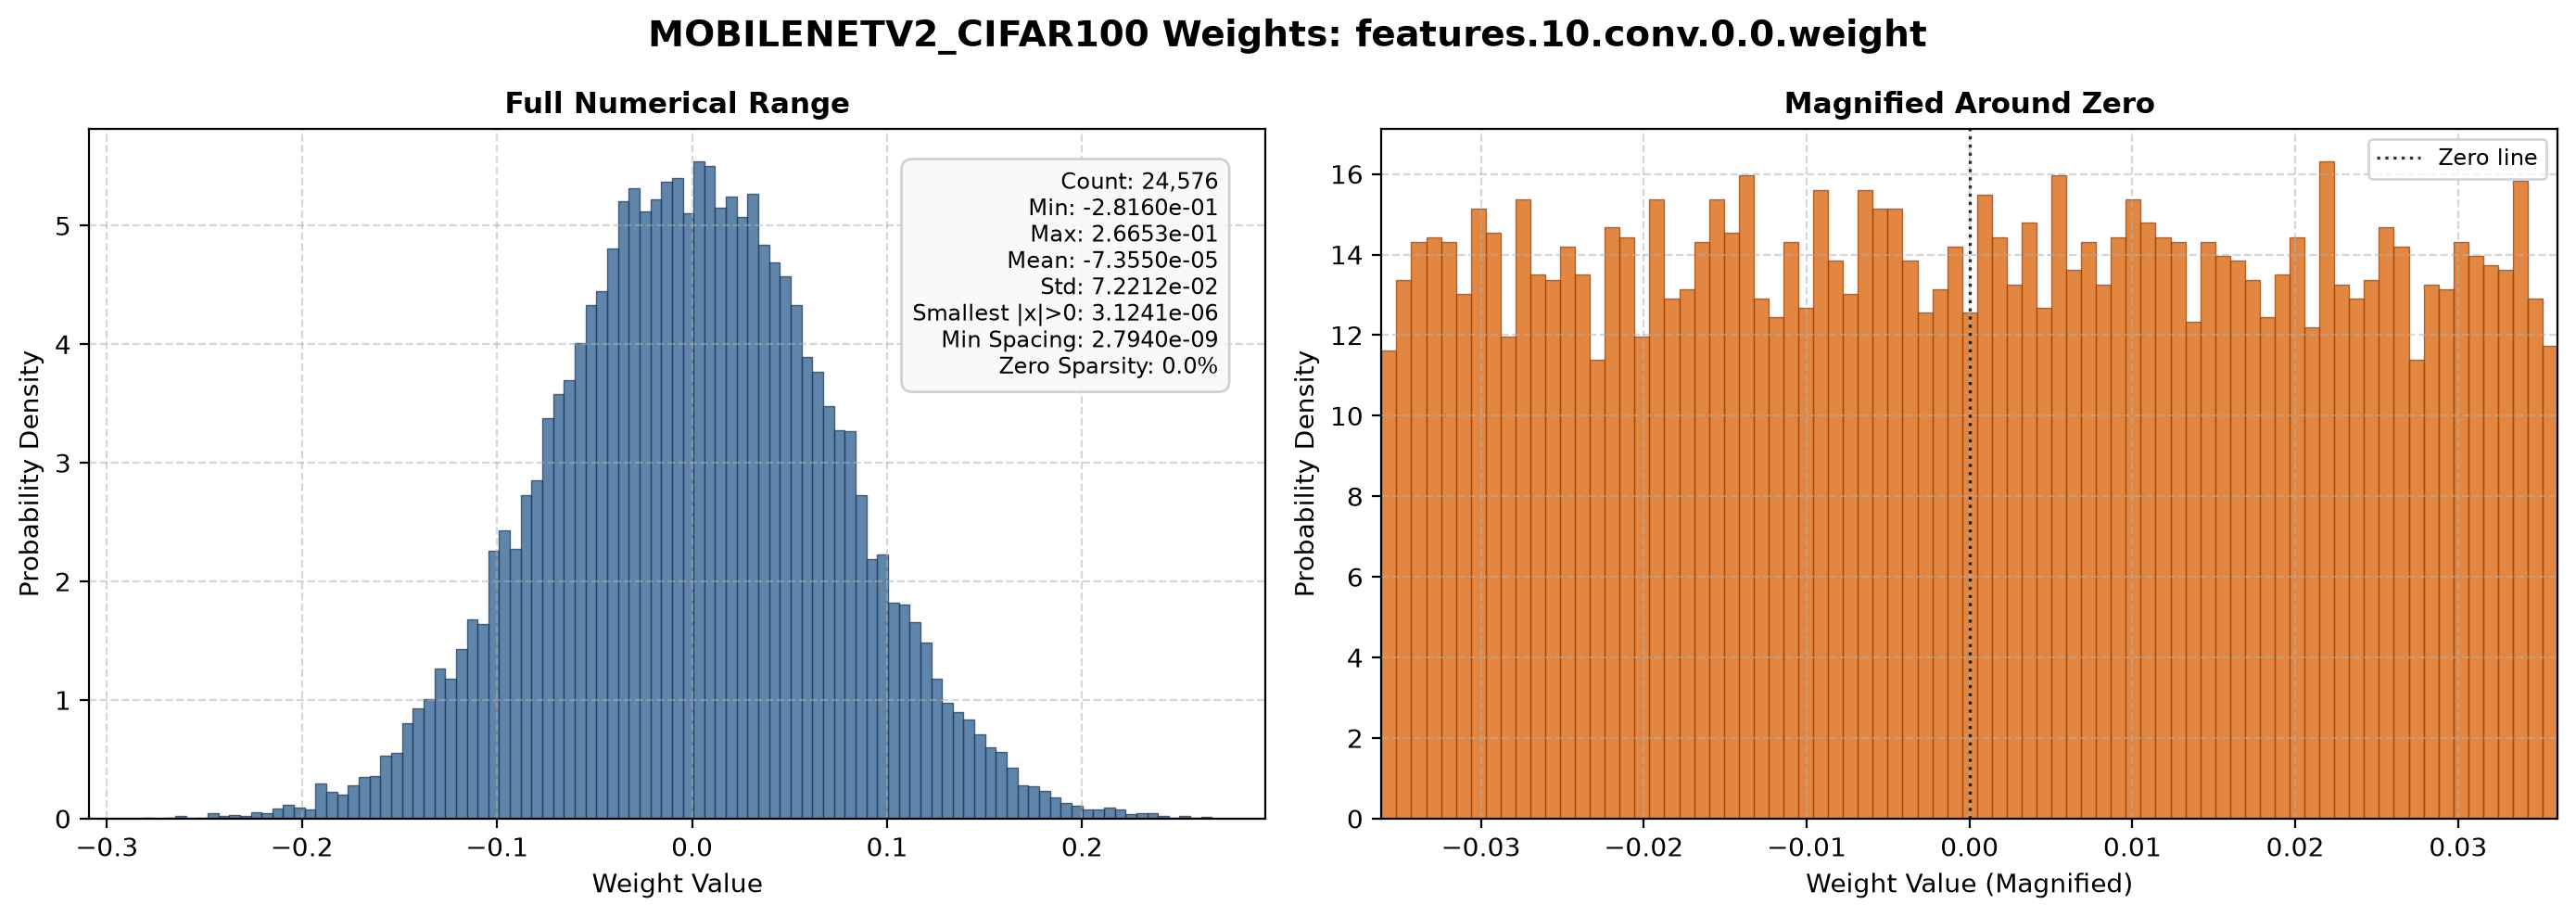 MOBILENETV2_CIFAR100 Weights: features.10.conv.0.0.weight
Full Numerical Range
Count: 24,576
Min: -2.8160e-01
Max: 2.6653e-01
Mean: -7.3550e-05
Std: 7.2212e-02
Smallest |x|>0: 3.1241e-06
Min Spacing: 2.7940e-09
Zero Sparsity: 0.0%
Probability Density
5
4
3
2
1
0
−0.3 −0.2 −0.1 0.0 0.1 0.2
Weight Value
Magnified Around Zero
Zero line
Probability Density
16
14
12
10
8
6
4
2
0
−0.03 −0.02 −0.01 0.00 0.01 0.02 0.03
Weight Value (Magnified)